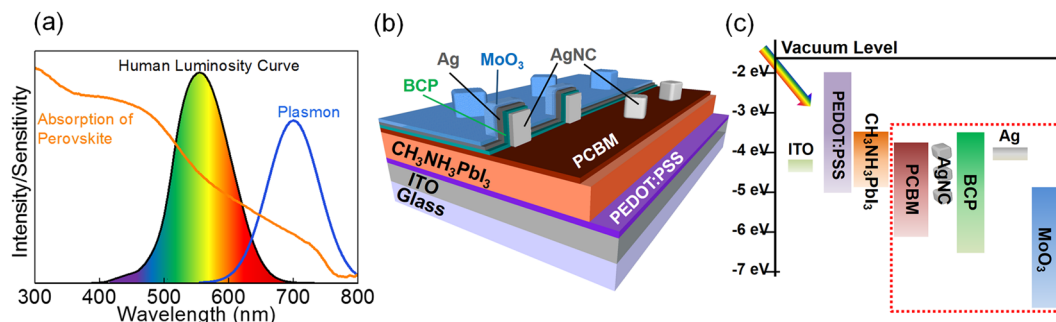 (a)
Human Luminosity Curve
Absorption of
Perovskite
Plasmon
Intensity/Sensitivity
300 400 500 600 700 800
Wavelength (nm)
(b)
Ag
MoO₃
AgNC
BCP
PCBM
CH₃NH₃PbI₃
PEDOT:PSS
ITO
Glass
(c)
Vacuum Level
-2 eV
-3 eV
-4 eV
-5 eV
-6 eV
-7 eV
ITO
PEDOT:PSS
CH₃NH₃PbI₃
PCBM
AgNC
BCP
Ag
MoO₃